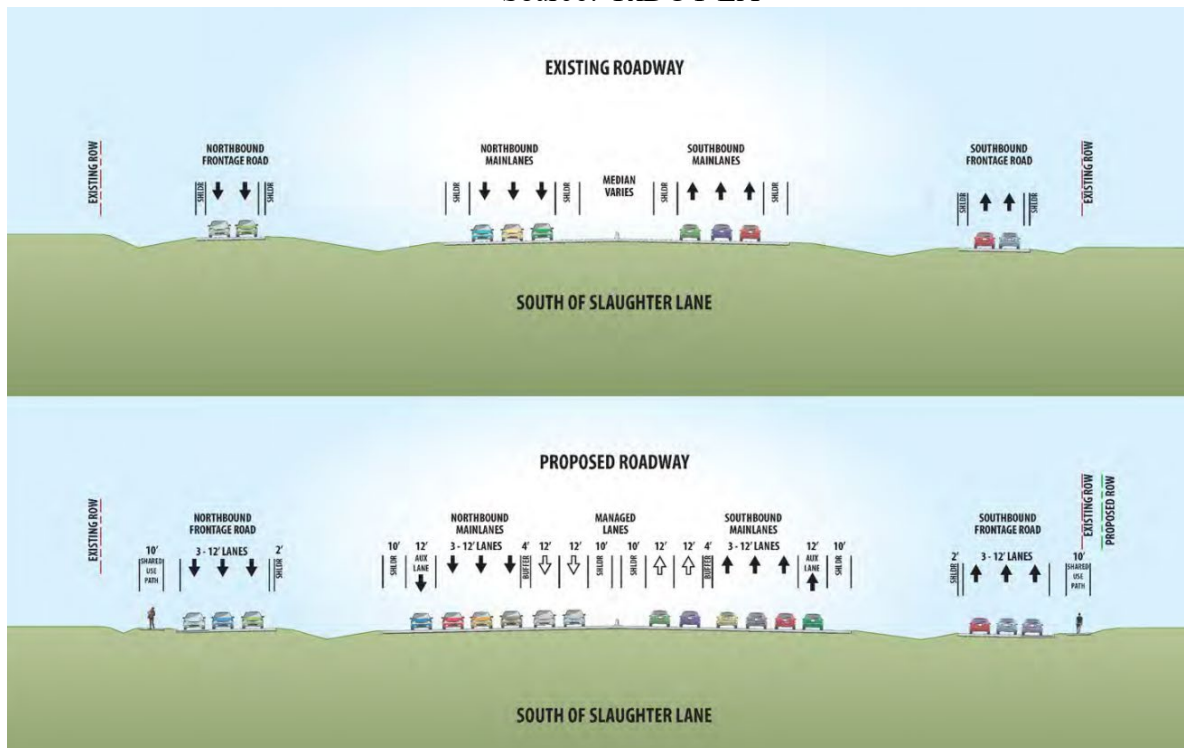 EXISTING ROADWAY
EXISTING ROW
NORTHBOUND
FRONTAGE ROAD
SHLDR
SHLDR
NORTHBOUND
MAINLANES
SHLDR
SHLDR
MEDIAN
VARIES
SOUTHBOUND
MAINLANES
SHLDR
SHLDR
SOUTHBOUND
FRONTAGE ROAD
SHLDR
SHLDR
EXISTING ROW
SOUTH OF SLAUGHTER LANE
PROPOSED ROADWAY
EXISTING ROW
10'
SHARED
USE
PATH
NORTHBOUND
FRONTAGE ROAD
3 - 12' LANES
2'
SHLDR
10'
SHLDR
12'
AUX
LANE
NORTHBOUND
MAINLANES
3 - 12' LANES
4'
BUFFER
MANAGED
LANES
12'
12'
10'
SHLDR
10'
SHLDR
12'
12'
4'
BUFFER
SOUTHBOUND
MAINLANES
3 - 12' LANES
12'
AUX
LANE
10'
SHLDR
2'
SHLDR
SOUTHBOUND
FRONTAGE ROAD
3 - 12' LANES
10'
SHARED
USE
PATH
EXISTING ROW
PROPOSED ROW
SOUTH OF SLAUGHTER LANE